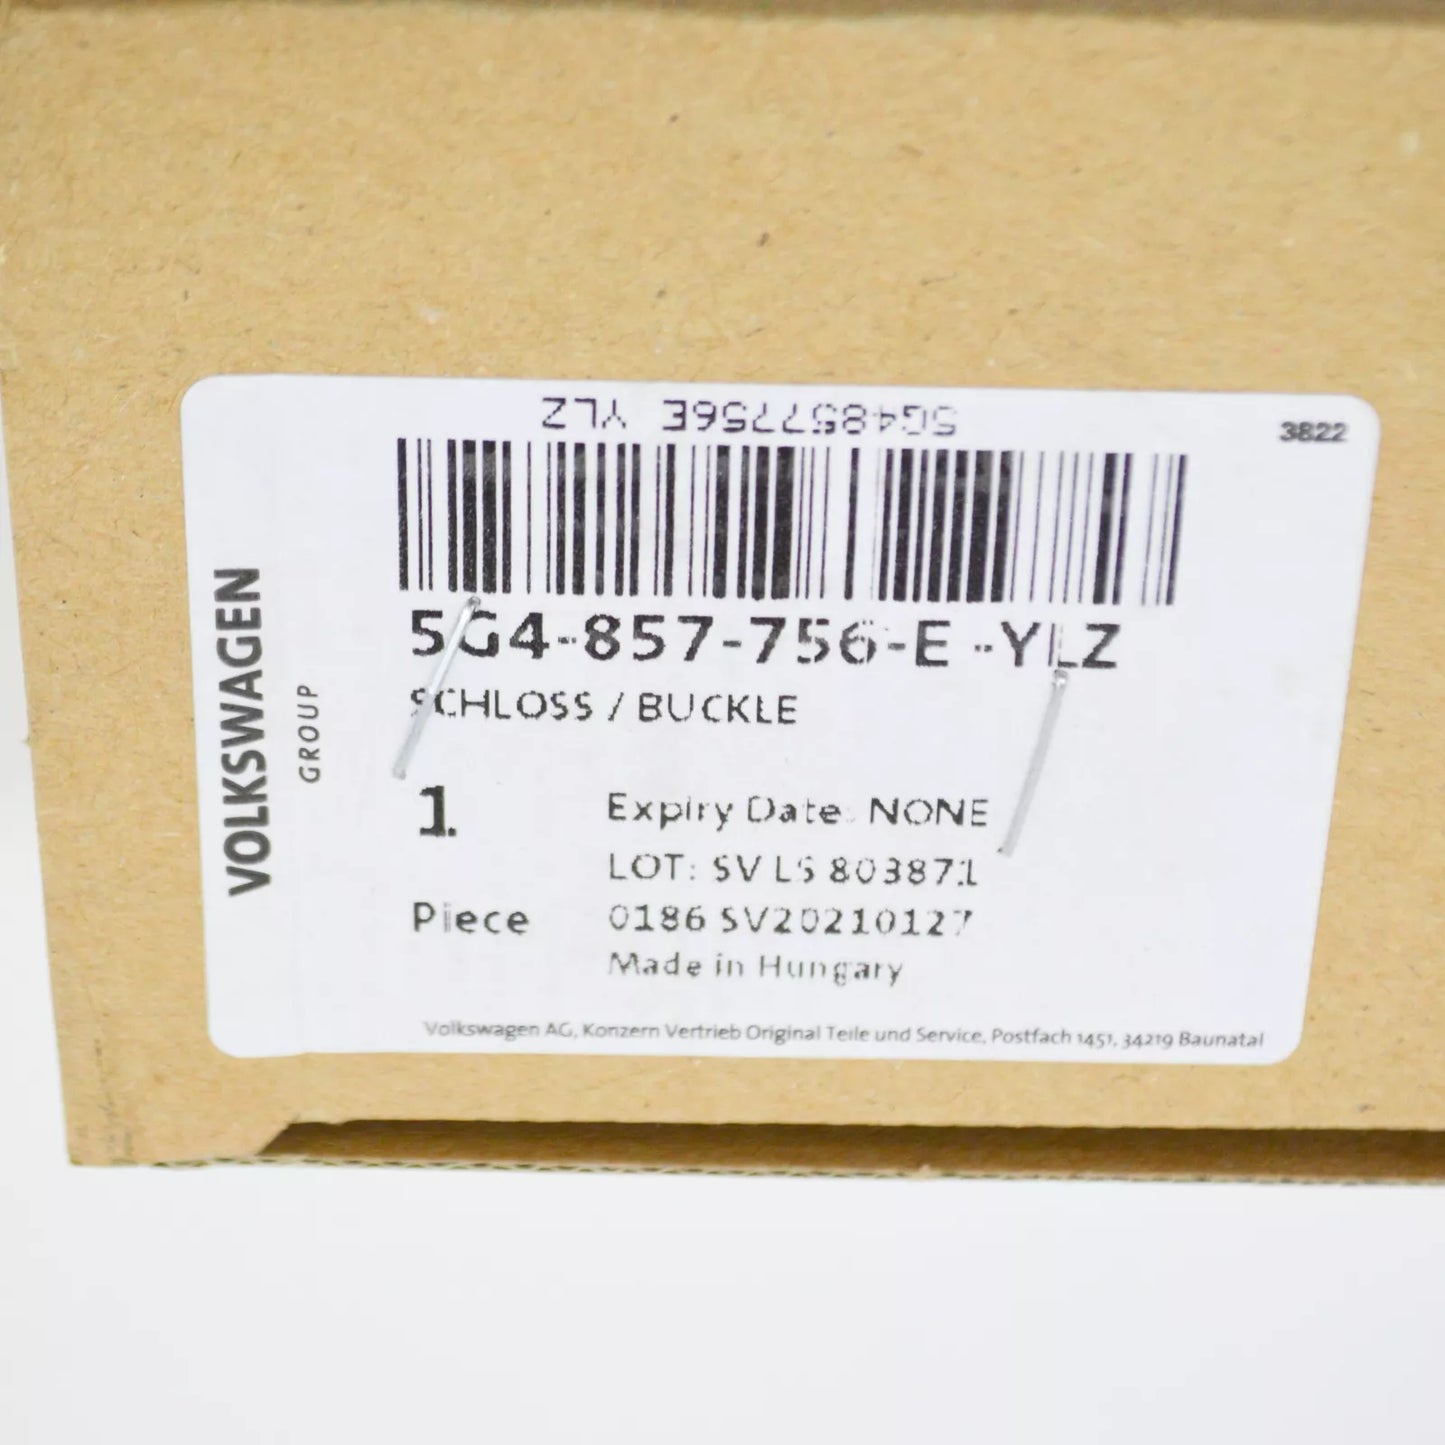 5G4857756E YLZ
3822
5G4-857-756-E -YLZ
SCHLOSS / BUCKLE
1
Piece
Expiry Date: NONE
LOT: SV LS 803871
0186 SV20210127
Made in Hungary
Volkswagen AG, Konzern Vertrieb Original Teile und Service, Postfach 1451, 34219 Baunatal
VOLKSWAGEN
GROUP